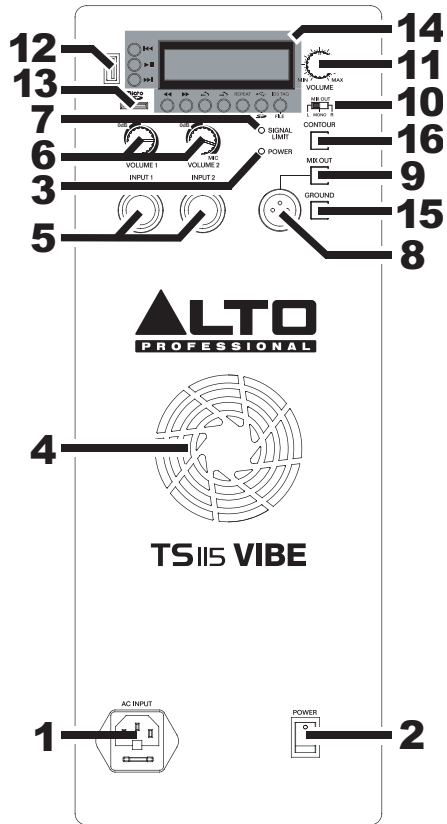 14
12
MIN
MAX
VOLUME
11
13
REPEAT
ID3 TAG
FILE
MIX OUT
L MONO R
10
7
0dB
0dB
MIC
SIGNAL
LIMIT
CONTOUR
16
6
VOLUME 1
VOLUME 2
POWER
3
INPUT 1
INPUT 2
MIX OUT
9
GROUND
15
5
8
ALTO
PROFESSIONAL
4
TS115 VIBE
AC INPUT
POWER
1
2